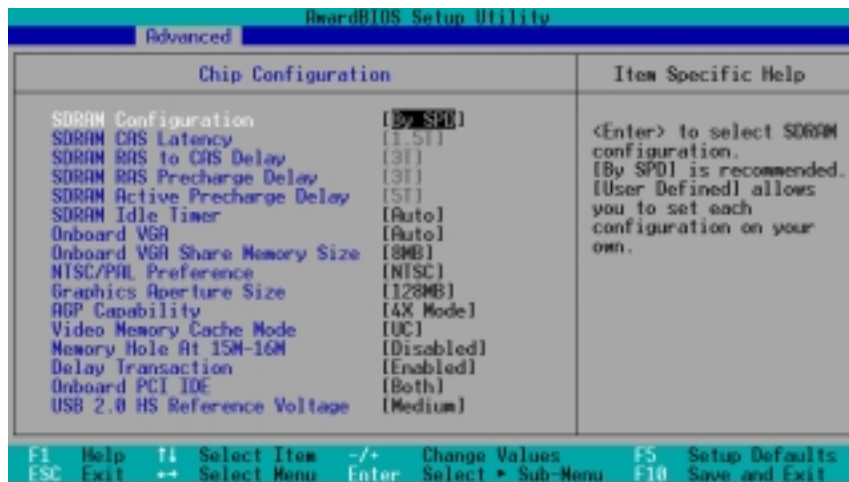 AwardBIOS Setup Utility
Advanced
Chip Configuration
Item Specific Help
SDRAM Configuration [By SPD]
SDRAM CAS Latency [1.5T]
SDRAM RAS to CAS Delay [3T]
SDRAM RAS Precharge Delay [3T]
SDRAM Active Precharge Delay [5T]
SDRAM Idle Timer [Auto]
Onboard VGA [Auto]
Onboard VGA Share Memory Size [8MB]
NTSC/PAL Preference [NTSC]
Graphics Aperture Size [128MB]
AGP Capability [4X Mode]
Video Memory Cache Mode [UC]
Memory Hole At 15M-16M [Disabled]
Delay Transaction [Enabled]
Onboard PCI IDE [Both]
USB 2.0 HS Reference Voltage [Medium]
<Enter> to select SDRAM
configuration.
[By SPD] is recommended.
[User Defined] allows
you to set each
configuration on your
own.
F1 Help ↑↓ Select Item -/+ Change Values F5 Setup Defaults
ESC Exit ↔ Select Menu Enter Select ► Sub-Menu F10 Save and Exit